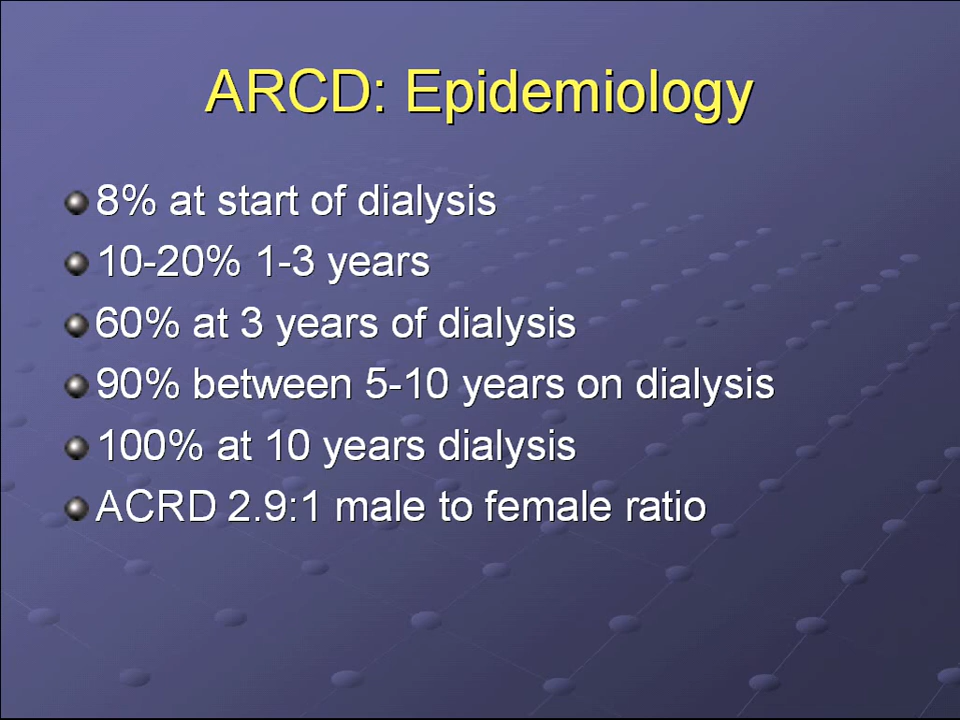 ARCD: Epidemiology
8% at start of dialysis
10-20% 1-3 years
60% at 3 years of dialysis
90% between 5-10 years on dialysis
100% at 10 years dialysis
ACRD 2.9:1 male to female ratio